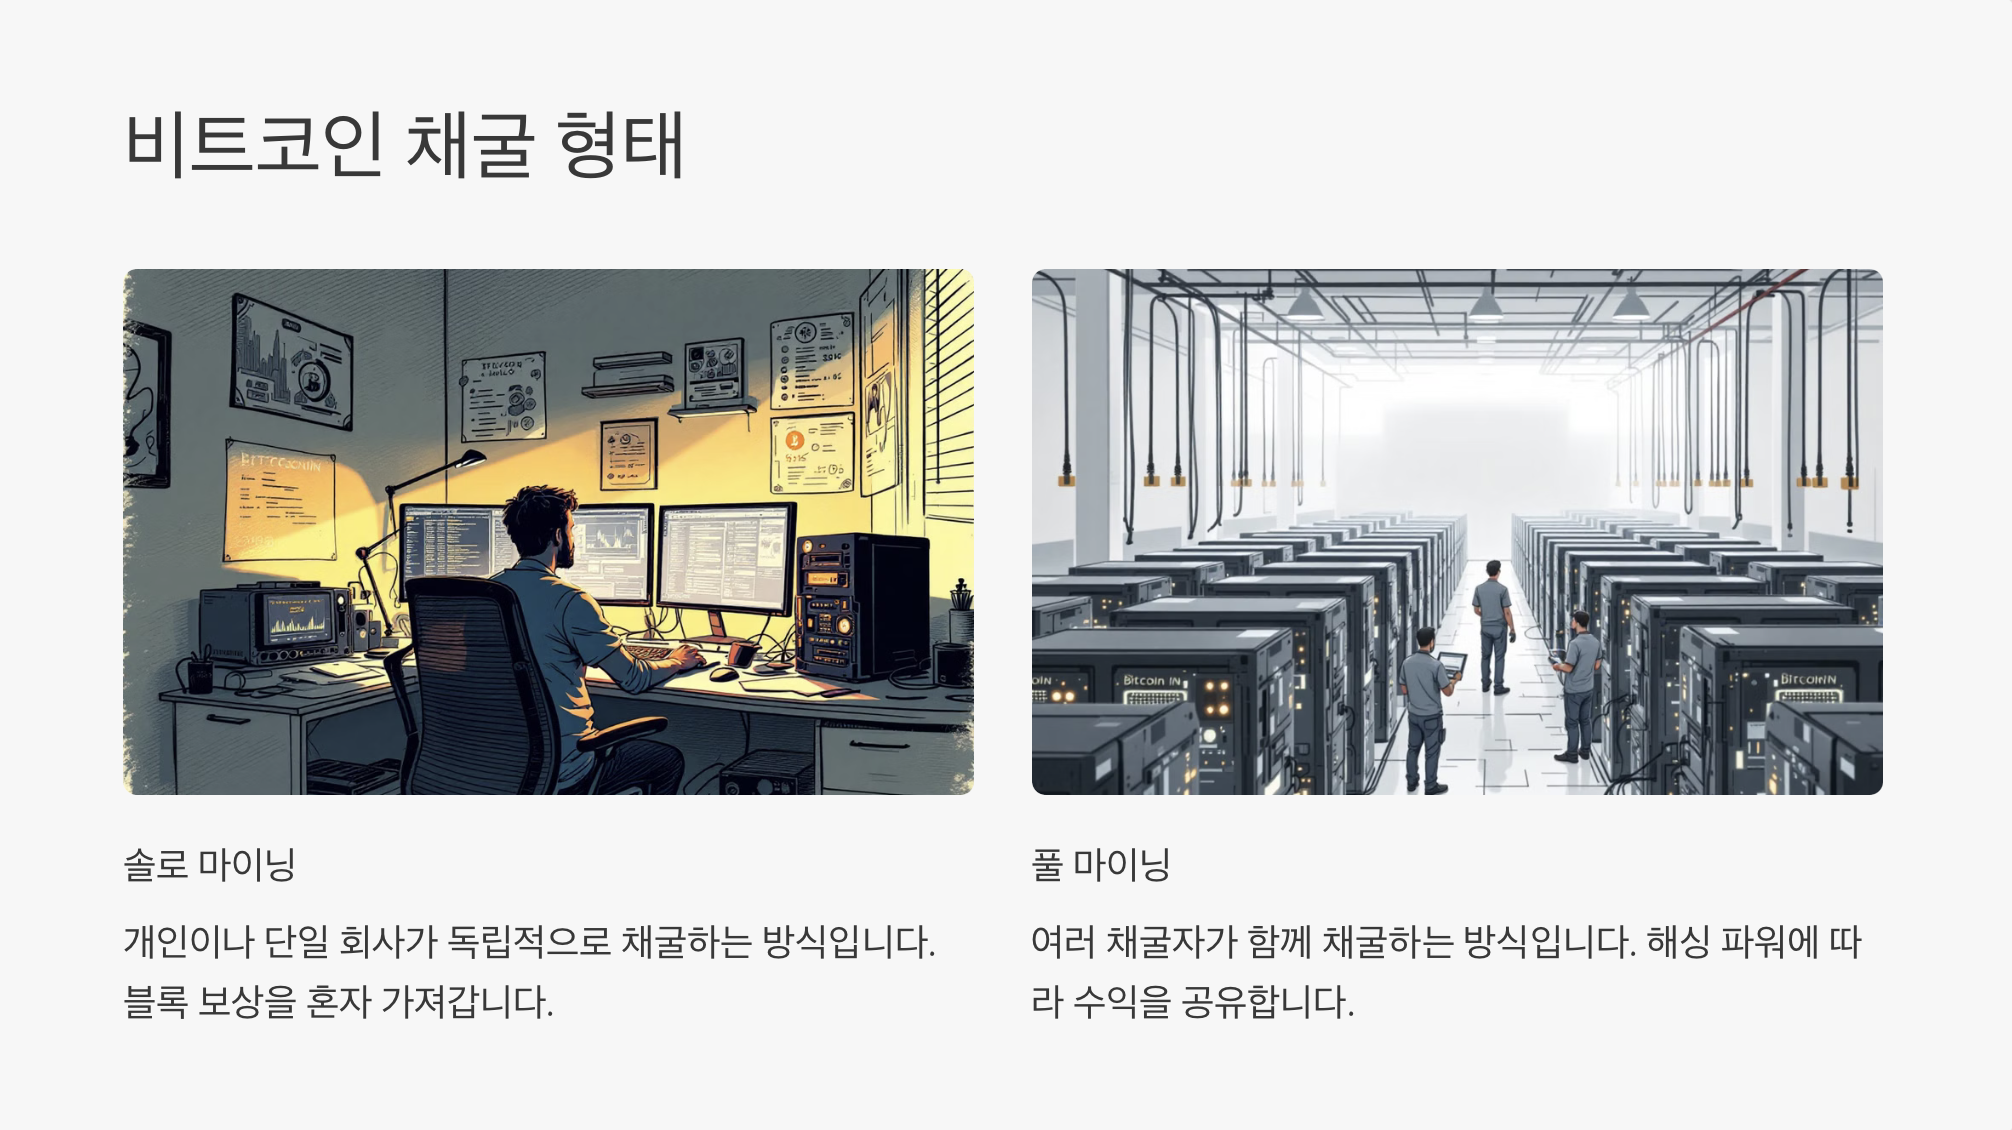 비트코인 채굴 형태
솔로 마이닝
개인이나 단일 회사가 독립적으로 채굴하는 방식입니다.
블록 보상을 혼자 가져갑니다.
풀 마이닝
여러 채굴자가 함께 채굴하는 방식입니다. 해싱 파워에 따
라 수익을 공유합니다.
Bitcoin IN
BitcoinIN